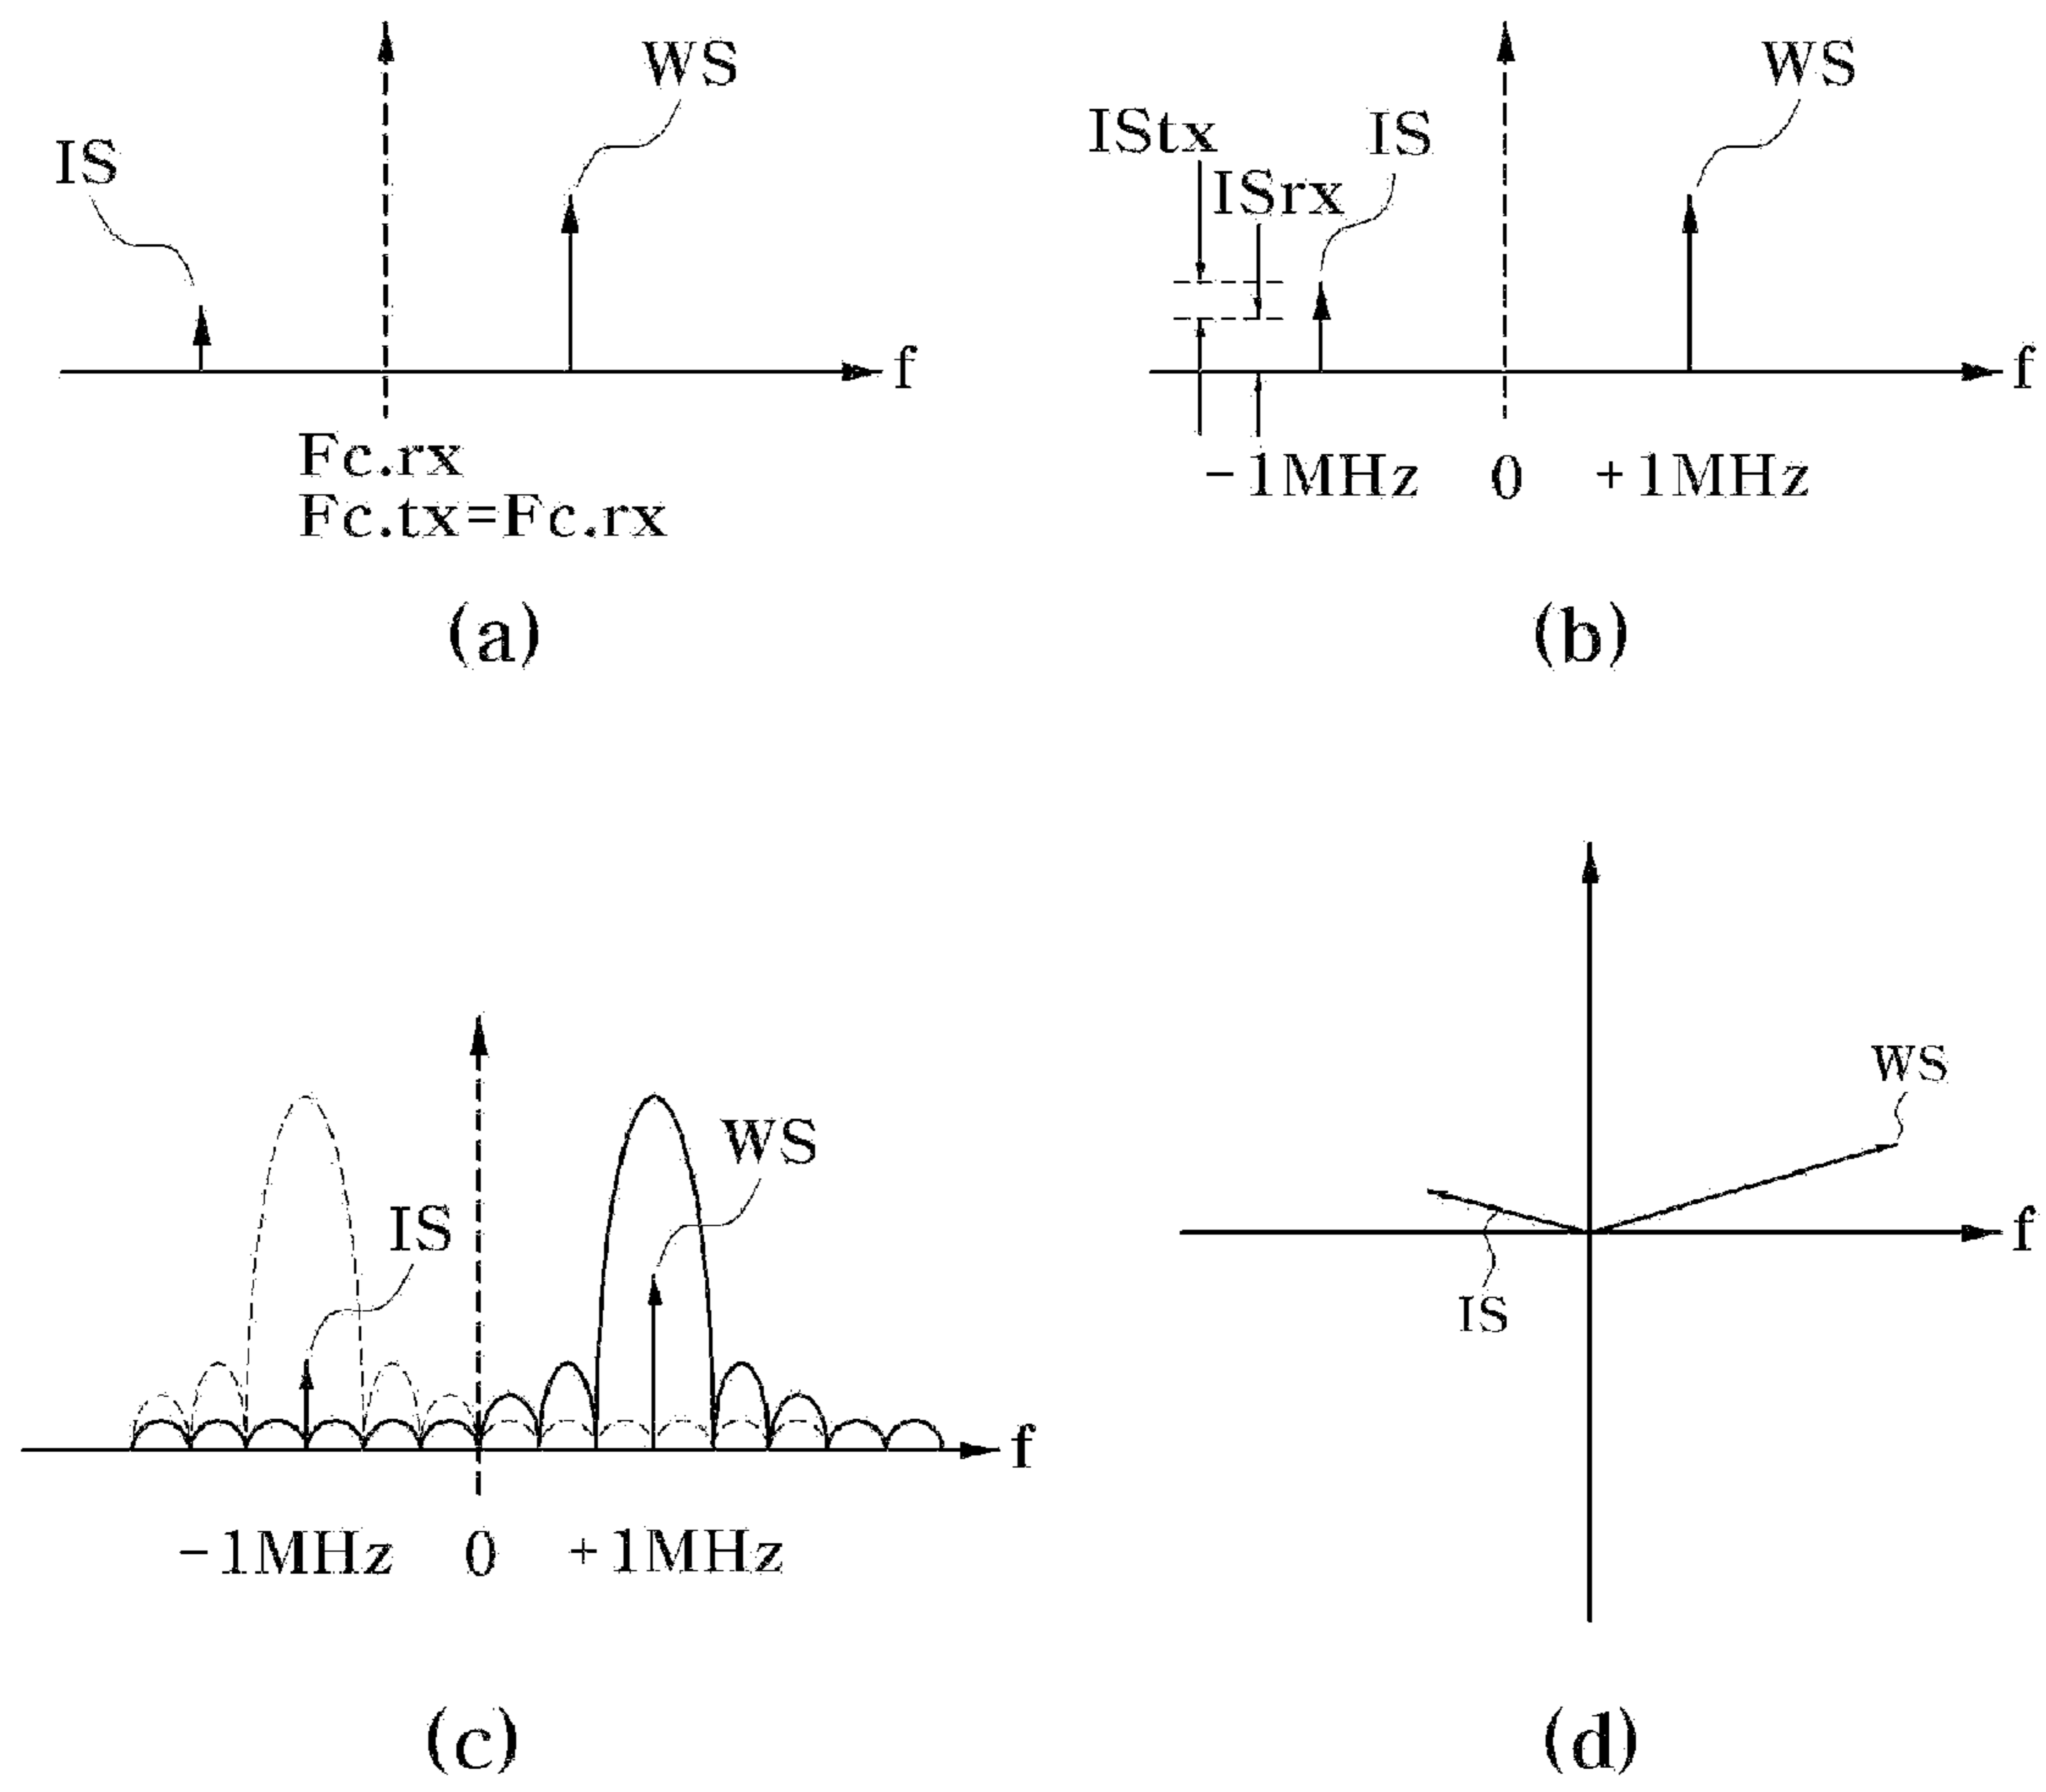 WS
IS
f
Fc.rx
Fc.tx=Fc.rx
(a)
WS
IStx
IS
ISrx
f
-1MHz 0 +1MHz
(b)
WS
IS
f
-1MHz 0 +1MHz
(c)
WS
f
IS
(d)